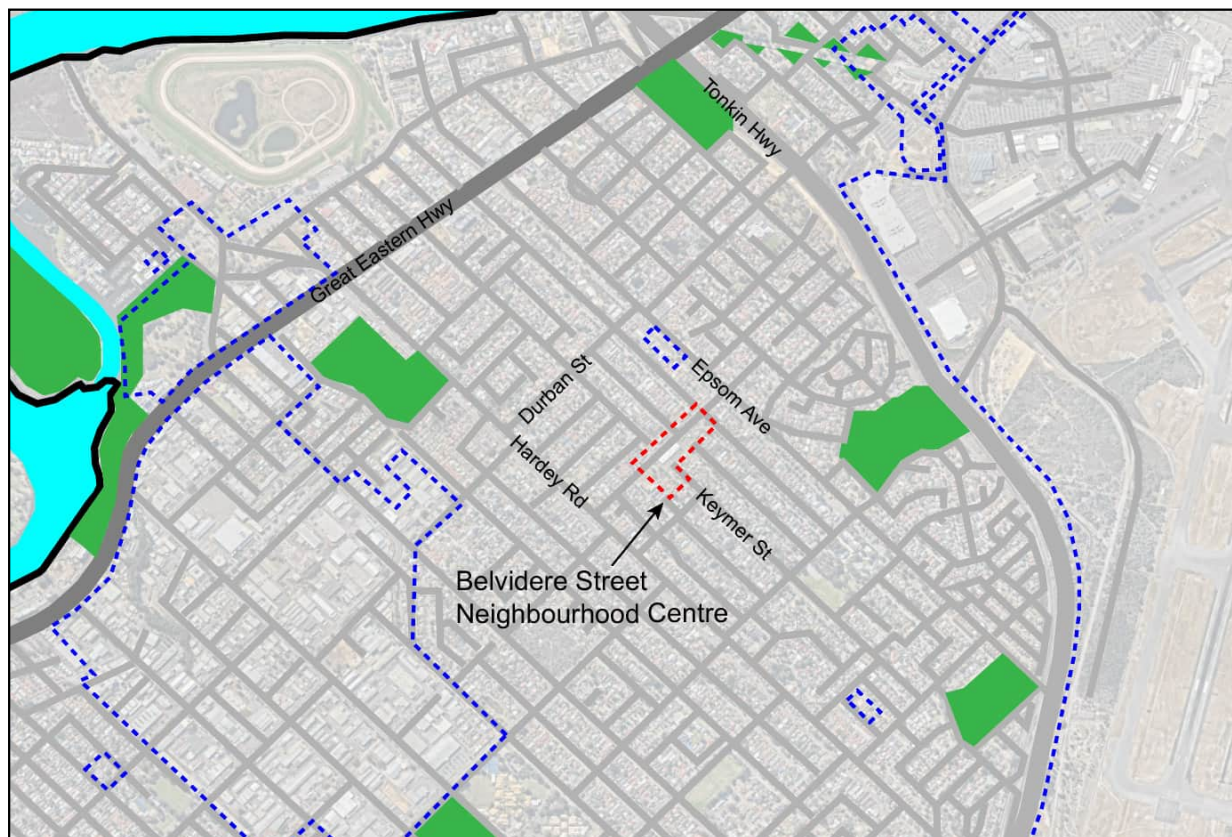 Tonkin Hwy
Great Eastern Hwy
Durban St
Epsom Ave
Hardey Rd
Keymer St
Belvidere Street
Neighbourhood Centre